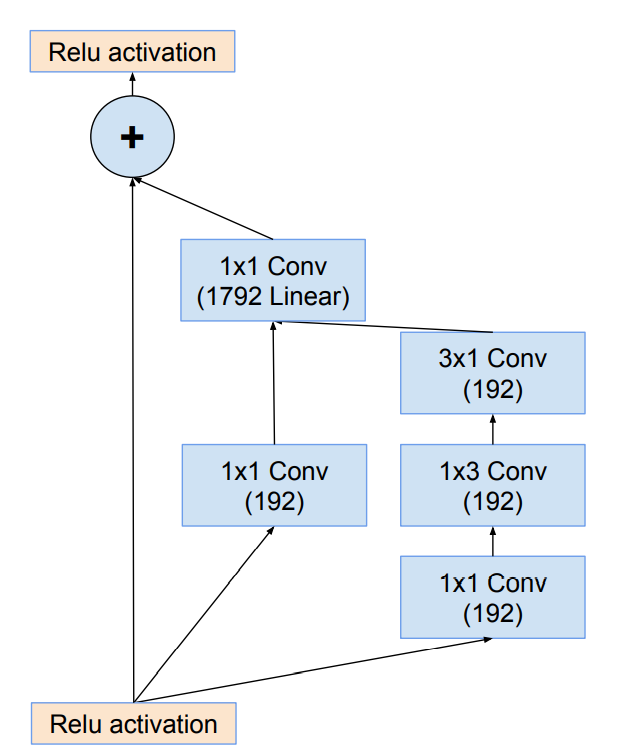 Relu activation
+
1x1 Conv
(1792 Linear)
3x1 Conv
(192)
1x1 Conv
(192)
1x3 Conv
(192)
1x1 Conv
(192)
Relu activation